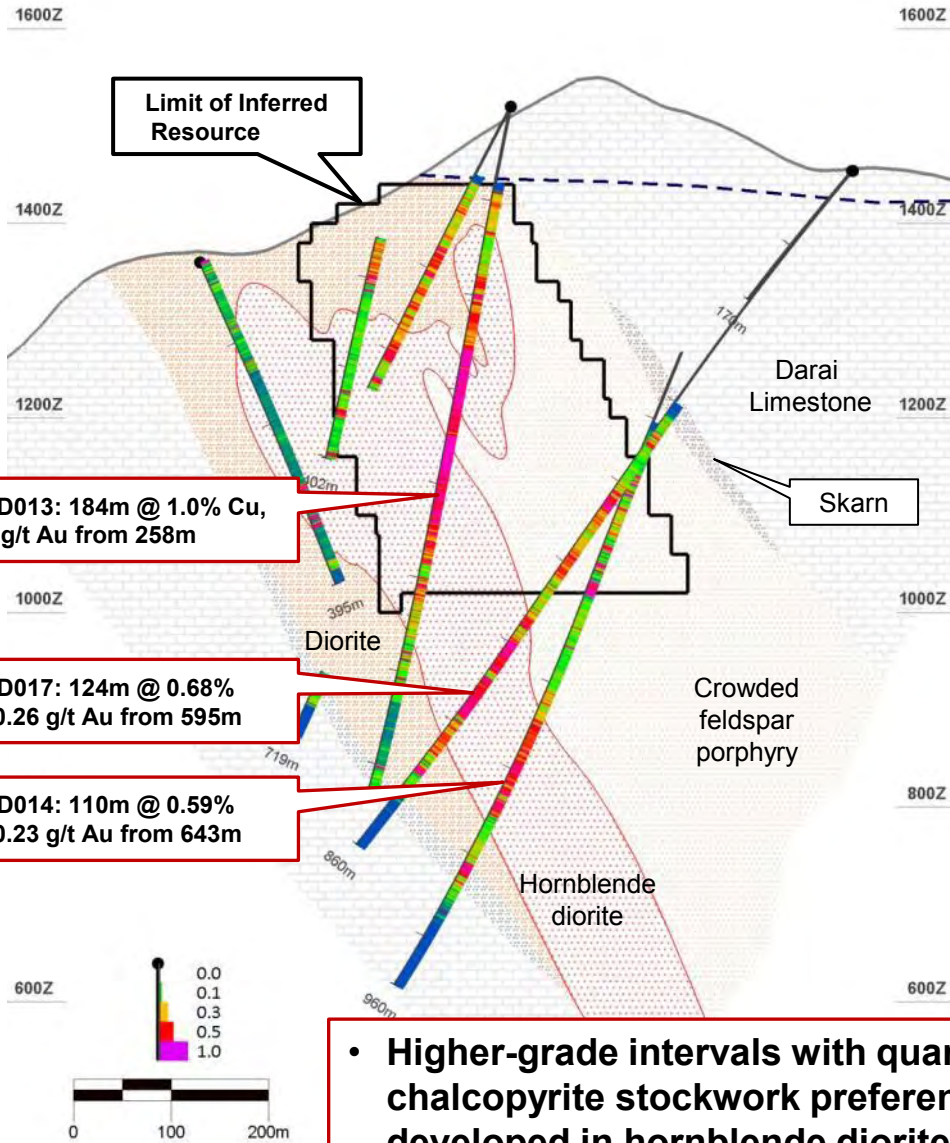 1600Z
1600Z
Limit of Inferred
Resource
1400Z
1400Z
170m
Darai
Limestone
1200Z
1200Z
402m
D013: 184m @ 1.0% Cu,
g/t Au from 258m
Skarn
1000Z
1000Z
395m
Diorite
D017: 124m @ 0.68%
0.26 g/t Au from 595m
Crowded
feldspar
porphyry
719m
D014: 110m @ 0.59%
0.23 g/t Au from 643m
800Z
860m
Hornblende
diorite
600Z
600Z
960m
0.0
0.1
0.3
0.5
1.0
0 100 200m
• Higher-grade intervals with quar
chalcopyrite stockwork preferen
developed in hornblende diorite